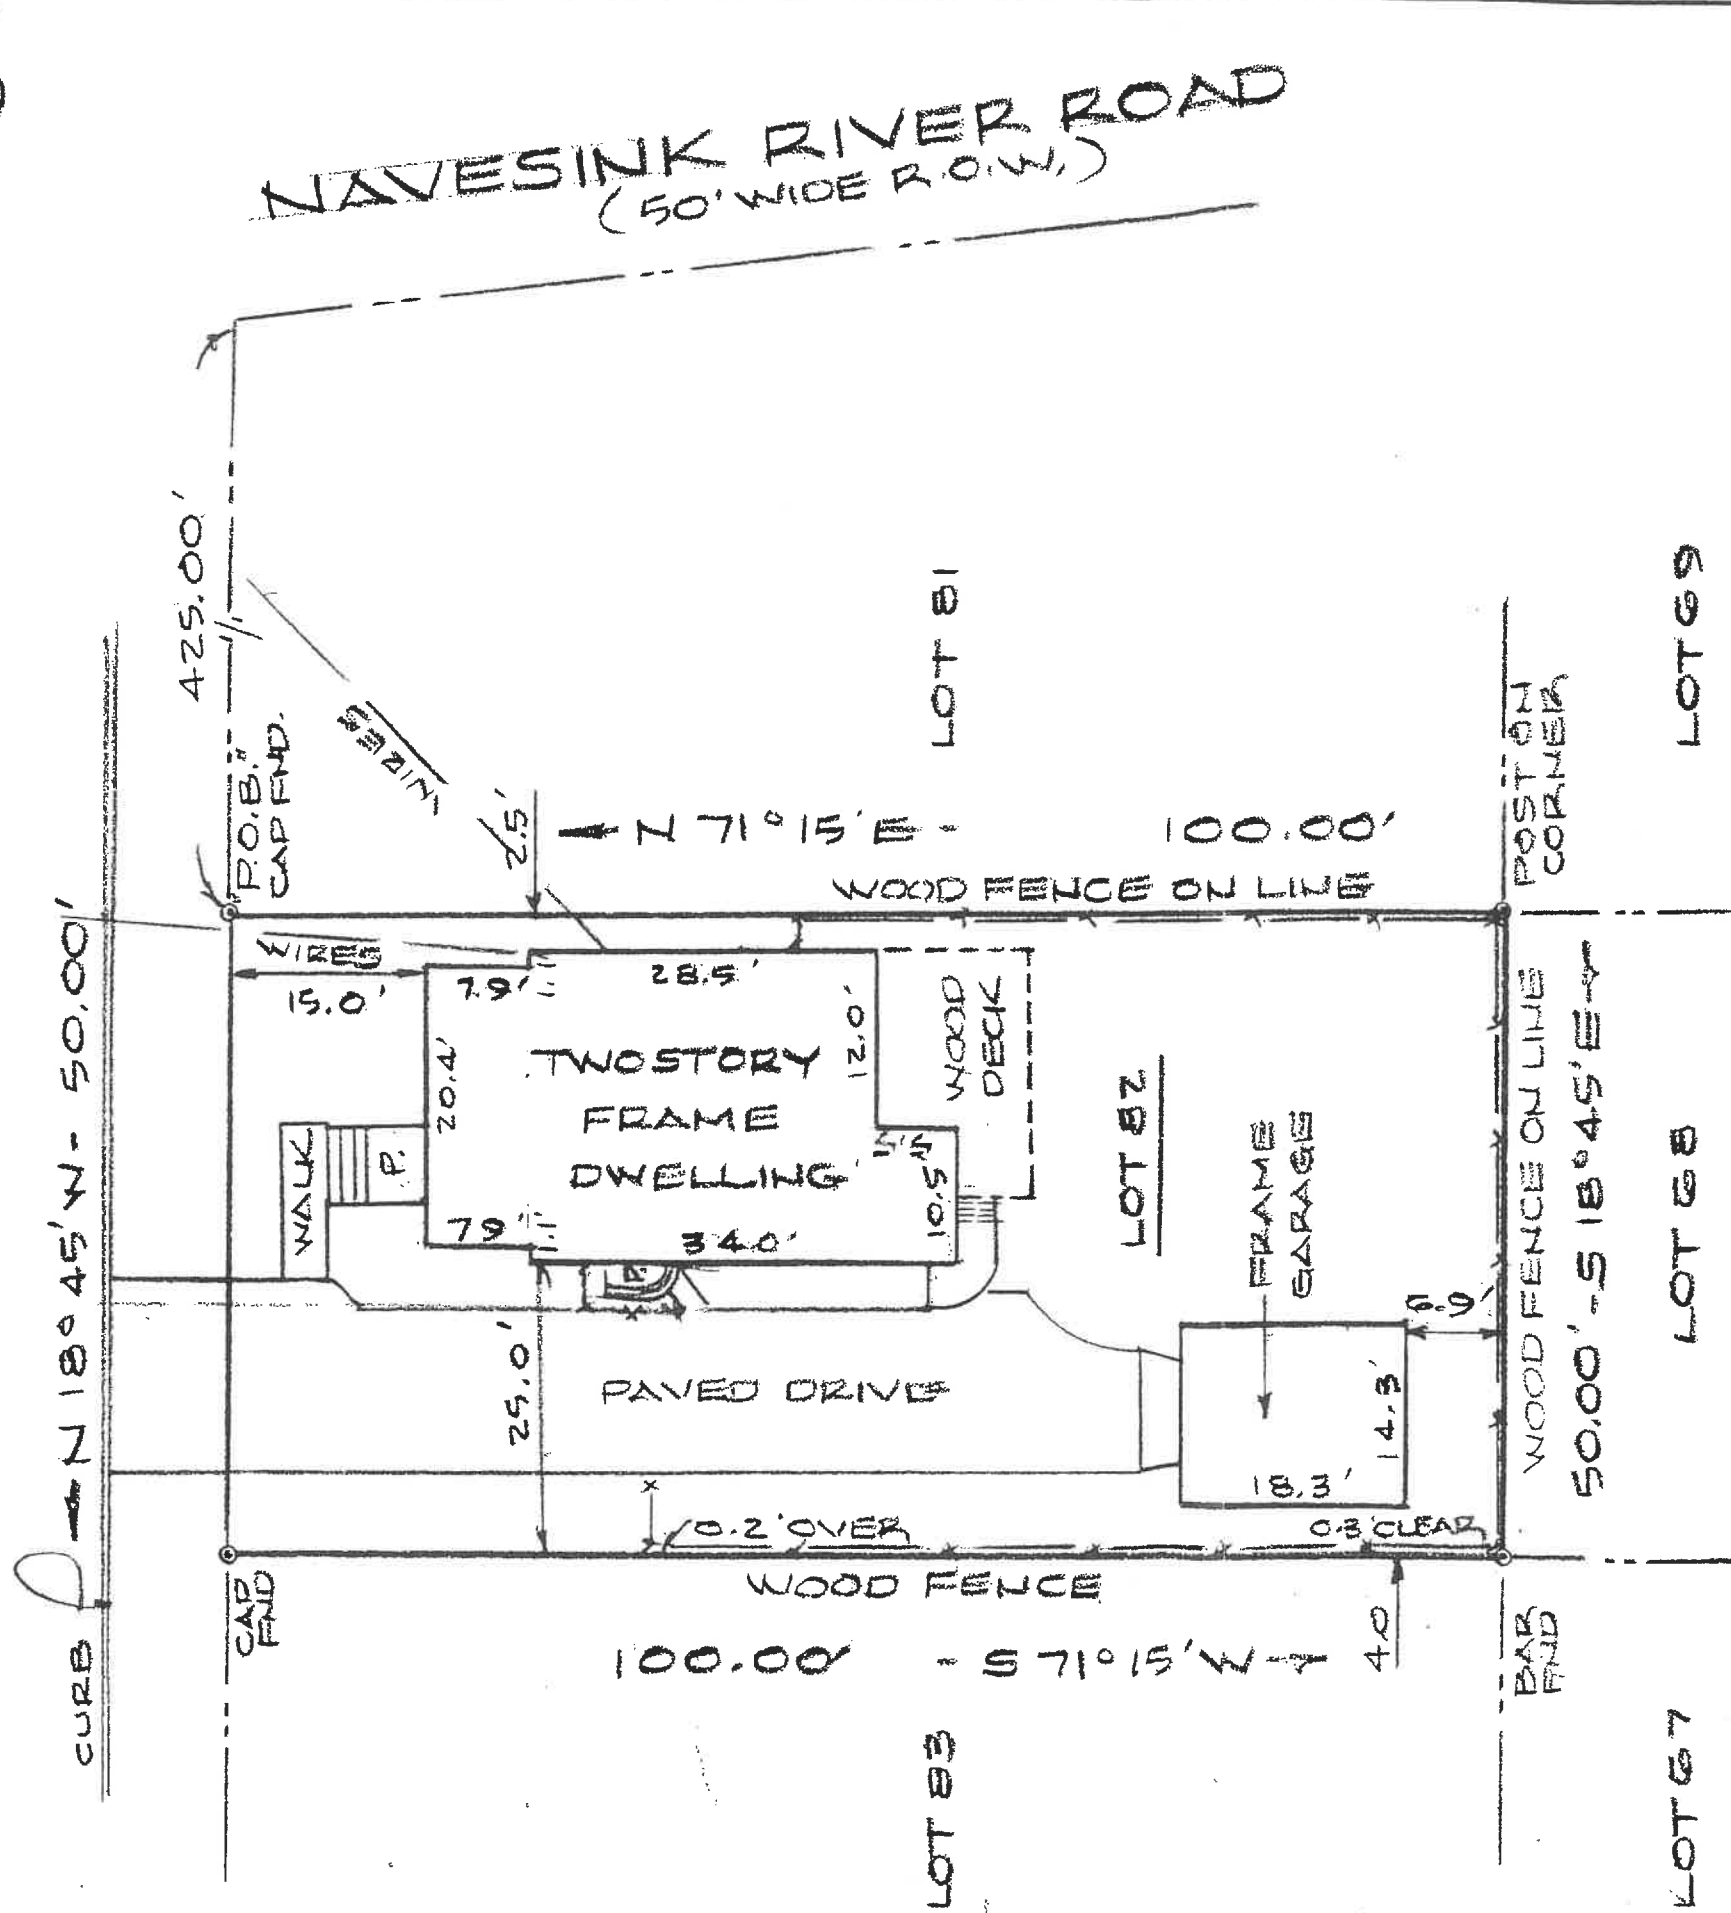 NAVESINK RIVER ROAD
(50' WIDE R.O.W.)
425.00'
LOT 81
LOT 69
WIRES
P.O.B.
CAP FND.
2.5'
N 71° 15' E - 100.00'
POST ON
CORNER
WOOD FENCE ON LINE
N 18° 45' W - 50.00'
WIRES
15.0'
7.9'
1.1
28.5'
12.0'
20.4'
TWO STORY
FRAME
DWELLING
WOOD
DECK
WALK
P.
7.9'
1.1
34.0'
10.5'
P.
LOT 82
FRAME
GARAGE
6.9'
WOOD FENCE ON LINE
50.00' - S 18° 45' E
LOT 68
25.0'
PAVED DRIVE
14.3'
18.3'
0.2' OVER
0.3' CLEAR
CURB
CAP
FND
WOOD FENCE
100.00' - S 71° 15' W
4.0
BAR
FND
LOT 83
LOT 67